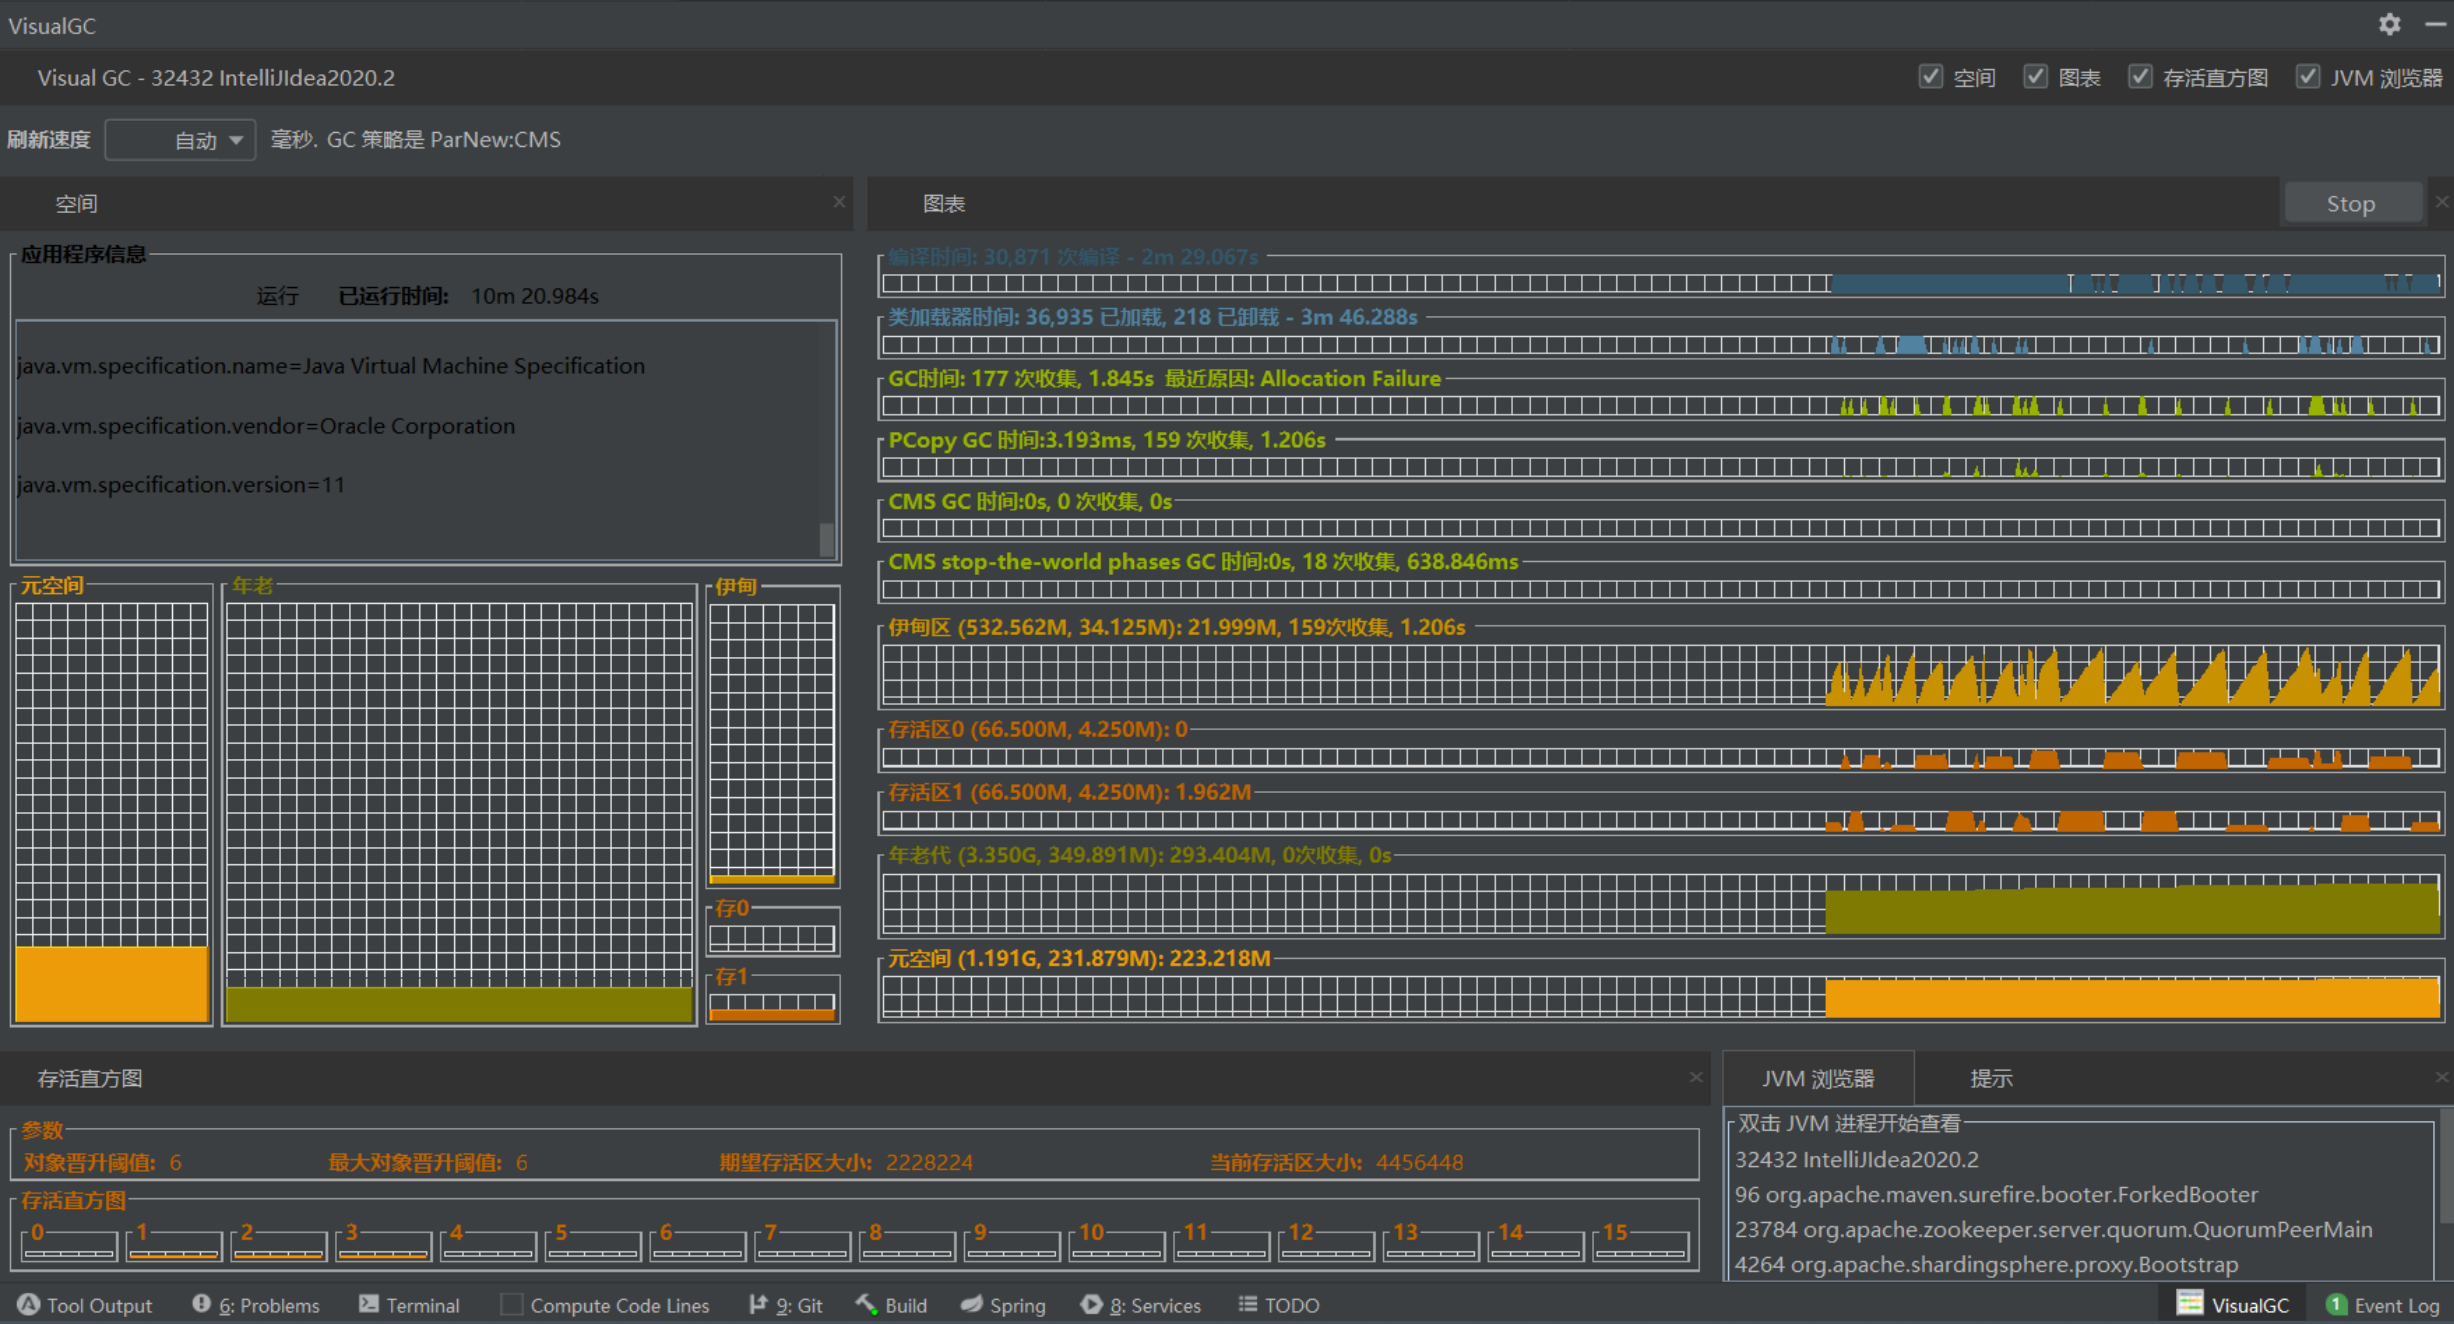 VisualGC
Visual GC - 32432 IntelliJIdea2020.2
空间 图表 存活直方图 JVM 浏览器
刷新速度 自动 毫秒. GC 策略是 ParNew:CMS
空间
应用程序信息
运行 已运行时间: 10m 20.984s
java.vm.specification.name=Java Virtual Machine Specification
java.vm.specification.vendor=Oracle Corporation
java.vm.specification.version=11
元空间 年老 伊甸
存0
存1
图表 Stop
编译时间: 30,871 次编译 - 2m 29.067s
类加载器时间: 36,935 已加载, 218 已卸载 - 3m 46.288s
GC时间: 177 次收集, 1.845s 最近原因: Allocation Failure
PCopy GC 时间:3.193ms, 159 次收集, 1.206s
CMS GC 时间:0s, 0 次收集, 0s
CMS stop-the-world phases GC 时间:0s, 18 次收集, 638.846ms
伊甸区 (532.562M, 34.125M): 21.999M, 159次收集, 1.206s
存活区0 (66.500M, 4.250M): 0
存活区1 (66.500M, 4.250M): 1.962M
年老代 (3.350G, 349.891M): 293.404M, 0次收集, 0s
元空间 (1.191G, 231.879M): 223.218M
存活直方图
参数
对象晋升阈值: 6 最大对象晋升阈值: 6 期望存活区大小: 2228224 当前存活区大小: 4456448
存活直方图
0 1 2 3 4 5 6 7 8 9 10 11 12 13 14 15
JVM 浏览器 提示
双击 JVM 进程开始查看
32432 IntelliJIdea2020.2
96 org.apache.maven.surefire.booter.ForkedBooter
23784 org.apache.zookeeper.server.quorum.QuorumPeerMain
4264 org.apache.shardingsphere.proxy.Bootstrap
Tool Output 6: Problems Terminal Compute Code Lines 9: Git Build Spring 8: Services TODO VisualGC 1 Event Log